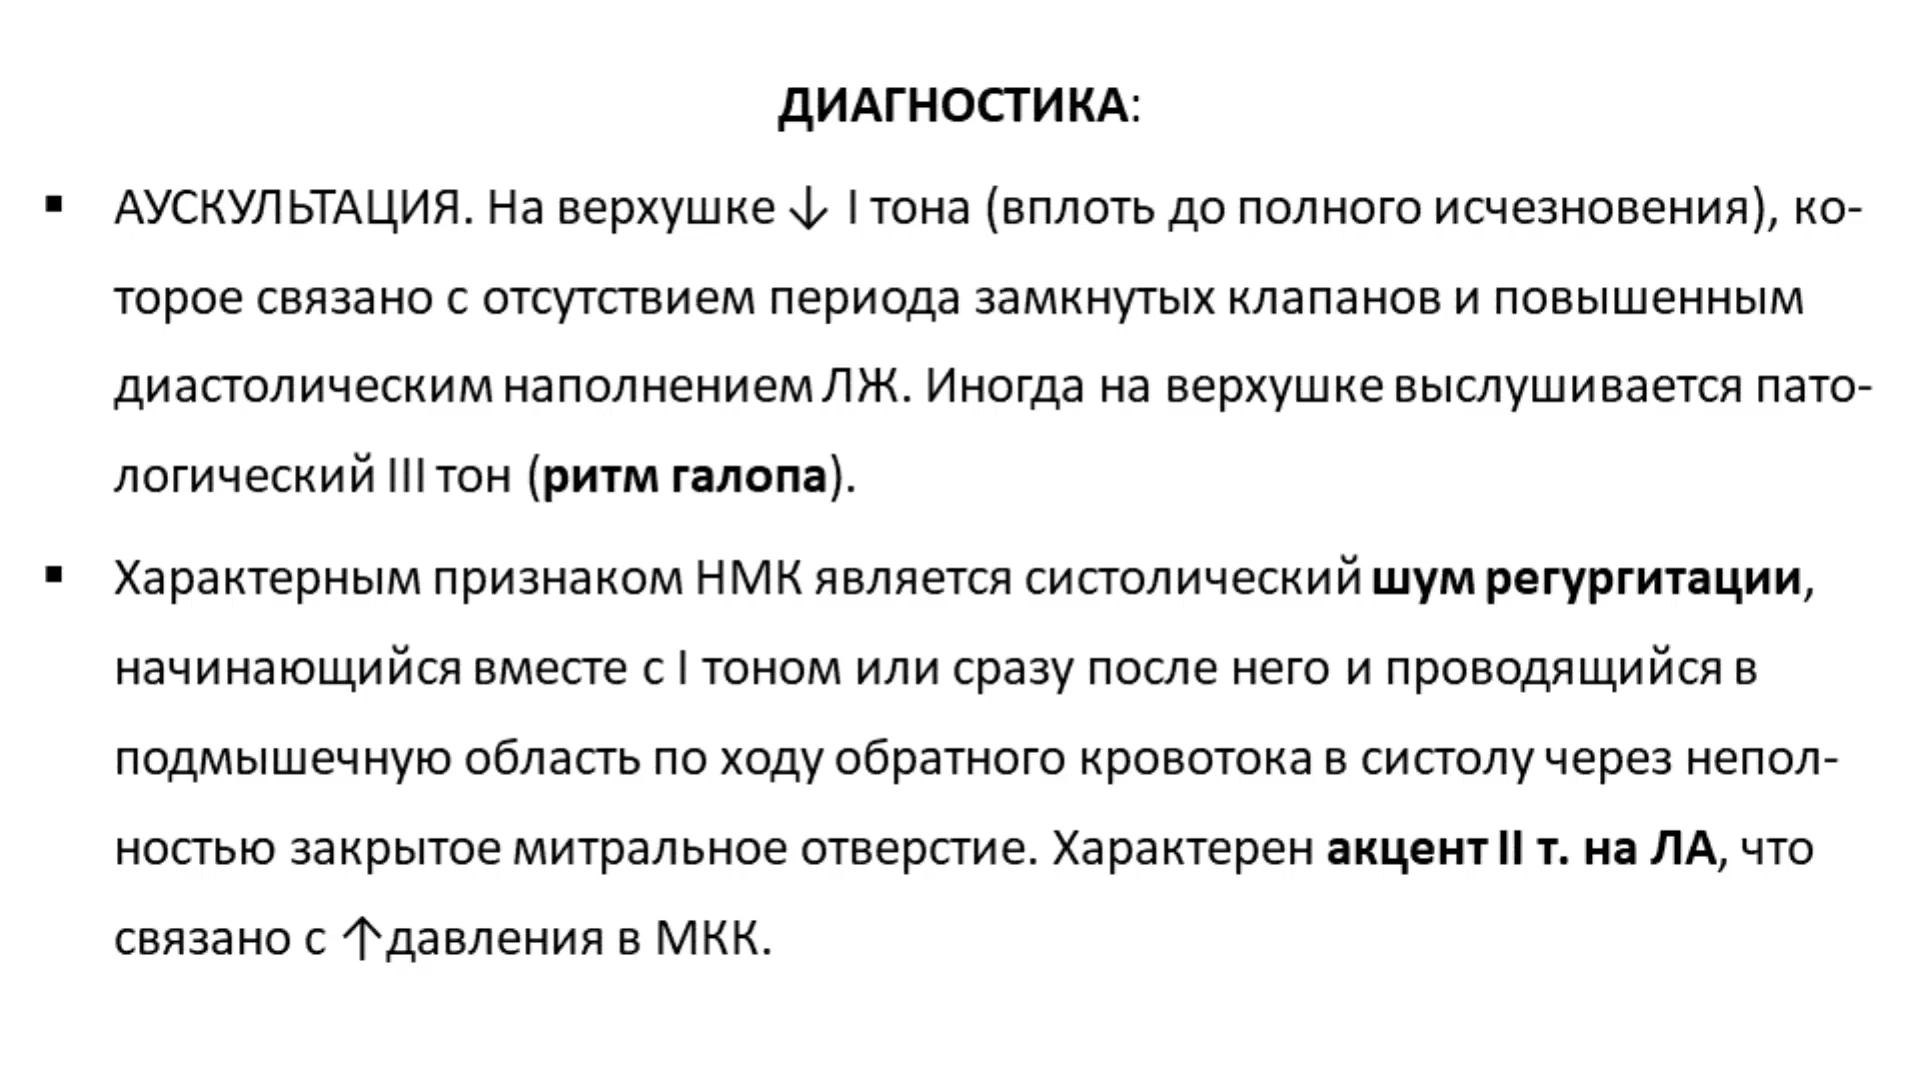 ДИАГНОСТИКА:
▪ АУСКУЛЬТАЦИЯ. На верхушке ↓ I тона (вплоть до полного исчезновения), ко-
торое связано с отсутствием периода замкнутых клапанов и повышенным
диастолическим наполнением ЛЖ. Иногда на верхушке выслушивается пато-
логический III тон (ритм галопа).
▪ Характерным признаком НМК является систолический шум регургитации,
начинающийся вместе с I тоном или сразу после него и проводящийся в
подмышечную область по ходу обратного кровотока в систолу через непол-
ностью закрытое митральное отверстие. Характерен акцент II т. на ЛА, что
связано с ↑давления в МКК.